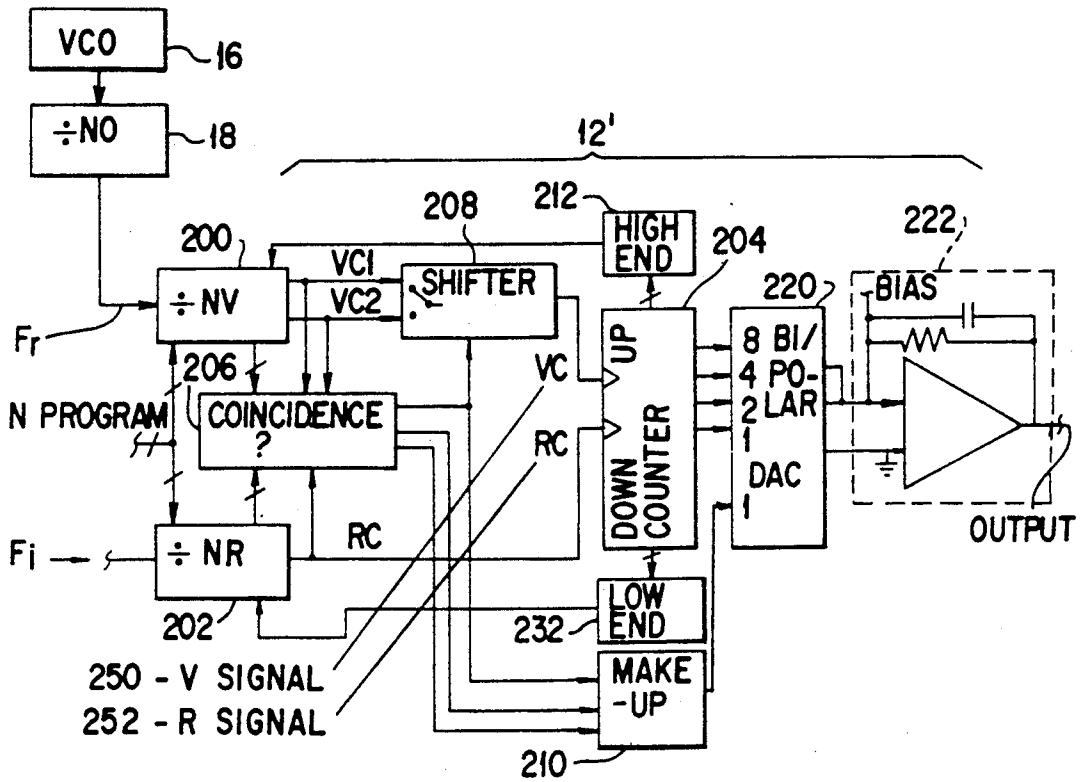 VCO
16
÷NO
18
12'
208
212
HIGH
END
204
222
200
VC1
SHIFTER
220
BIAS
÷ NV
VC2
UP
8 BI/
4 PO-
2 LAR
1
DAC
1
Fr
206
VC
N PROGRAM
COINCIDENCE
?
RC
DOWN
COUNTER
OUTPUT
Fi
÷ NR
RC
202
LOW
END
232
250 - V SIGNAL
252 - R SIGNAL
MAKE
-UP
210